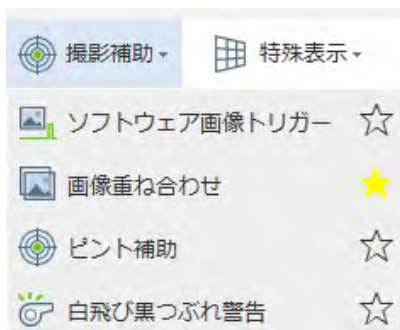 撮影補助 特殊表示
ソフトウェア画像トリガー
画像重ね合わせ
ピント補助
白飛び黒つぶれ警告